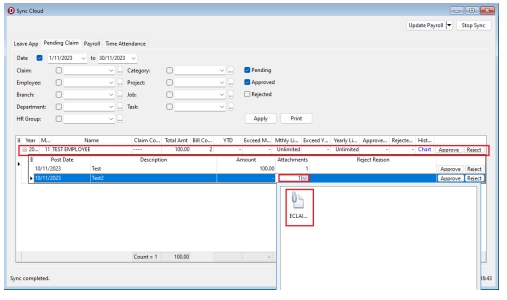 Sync Cloud
Update Payroll Stop Sync
Leave App Pending Claim Payroll Time Attendance
Date 1/11/2023 to 30/11/2023
Claim: ... Category: ... Pending
Employee: ... Project: ... Approved
Branch: ... Job: ... Rejected
Department: ... Task: ...
HR Group: ... Apply Print
Year M... Name Claim Co... Total Amt Bill Co... YTD Exceed M... Mthly Li... Exceed Y... Yearly Li... Approve... Rejecte... Hist...
20... 11 TEST EMPLOYEE ---- 100.00 2 - - Unlimited - Unlimited - - Chart Approve Reject
Post Date Description Amount Attachments Reject Reason
10/11/2023 Test 100.00 1 Approve Reject
10/11/2023 Test2 - 1 Approve Reject
ECLAI...
Count = 1 100.00 -
Sync completed.